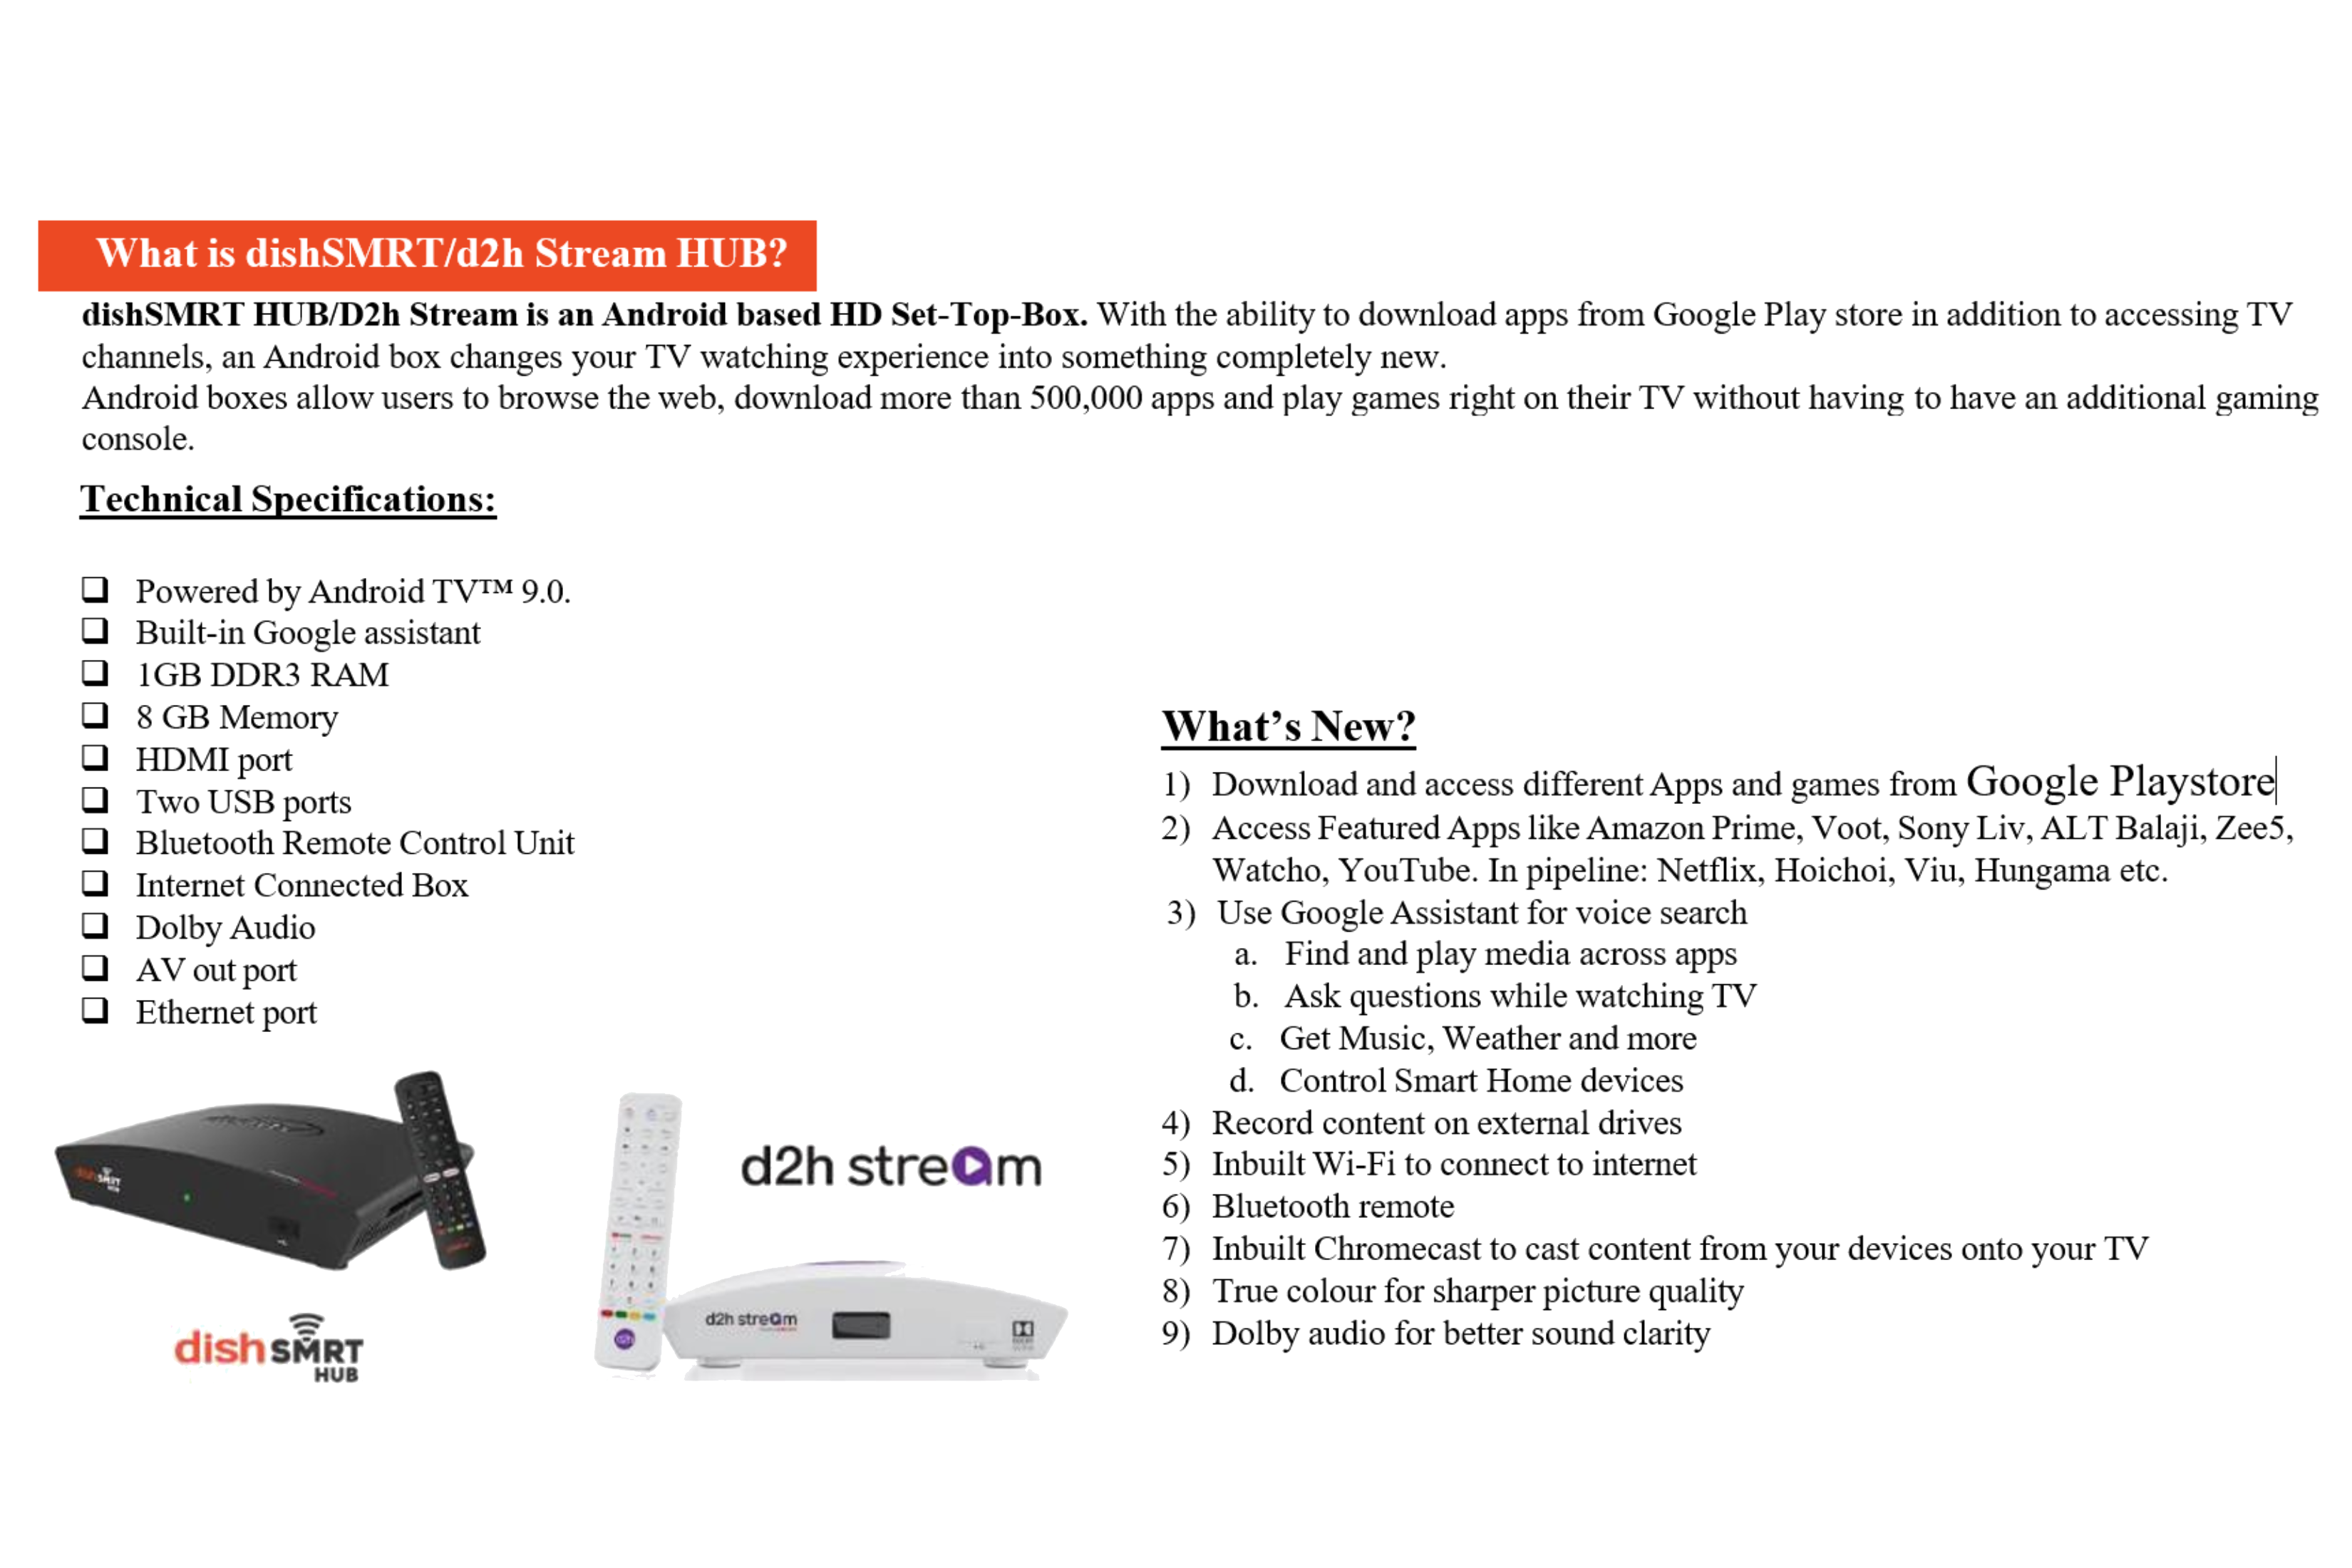 What is dishSMRT/d2h Stream HUB?
dishSMRT HUB/D2h Stream is an Android based HD Set-Top-Box. With the ability to download apps from Google Play store in addition to accessing TV
channels, an Android box changes your TV watching experience into something completely new.
Android boxes allow users to browse the web, download more than 500,000 apps and play games right on their TV without having to have an additional gaming
console.
Technical Specifications:
❑ Powered by Android TV™ 9.0.
❑ Built-in Google assistant
❑ 1GB DDR3 RAM
❑ 8 GB Memory
❑ HDMI port
❑ Two USB ports
❑ Bluetooth Remote Control Unit
❑ Internet Connected Box
❑ Dolby Audio
❑ AV out port
❑ Ethernet port
dish SMRT
HUB
d2h stream
d2h stream
d2h
dish SMRT
HUB
What's New?
1) Download and access different Apps and games from Google Playstore
2) Access Featured Apps like Amazon Prime, Voot, Sony Liv, ALT Balaji, Zee5,
Watcho, YouTube. In pipeline: Netflix, Hoichoi, Viu, Hungama etc.
3) Use Google Assistant for voice search
a. Find and play media across apps
b. Ask questions while watching TV
c. Get Music, Weather and more
d. Control Smart Home devices
4) Record content on external drives
5) Inbuilt Wi-Fi to connect to internet
6) Bluetooth remote
7) Inbuilt Chromecast to cast content from your devices onto your TV
8) True colour for sharper picture quality
9) Dolby audio for better sound clarity